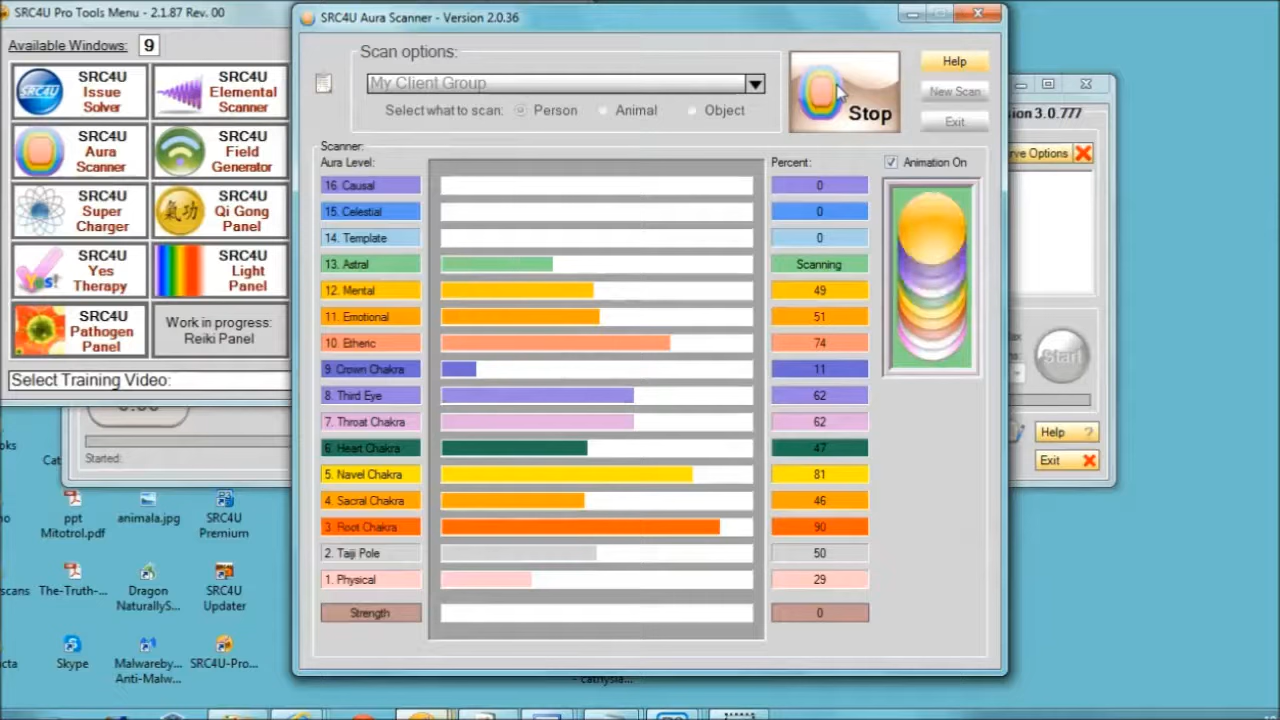 SRC4U Pro Tools Menu - 2.1.87 Rev. 00
Available Windows: 9
SRC4U Issue Solver
SRC4U Elemental Scanner
SRC4U Aura Scanner
SRC4U Field Generator
SRC4U Super Charger
SRC4U Qi Gong Panel
SRC4U Yes Therapy
SRC4U Light Panel
SRC4U Pathogen Panel
Work in progress: Reiki Panel
Select Training Video:
SRC4U Aura Scanner - Version 2.0.36
Scan options:
My Client Group
Select what to scan: Person Animal Object
Stop
Help
New Scan
Exit
Scanner:
Aura Level: Percent: Animation On
16. Causal 0
15. Celestial 0
14. Template 0
13. Astral Scanning
12. Mental 49
11. Emotional 51
10. Etheric 74
9. Crown Chakra 11
8. Third Eye 62
7. Throat Chakra 62
6. Heart Chakra 47
5. Navel Chakra 81
4. Sacral Chakra 46
3. Root Chakra 90
2. Taiji Pole 50
1. Physical 29
Strength 0
ion 3.0.777
rve Options
Start
Help ?
Exit
Started:
ppt Mitotrol.pdf
animala.jpg
SRC4U Premium
scans
The-Truth-...
Dragon NaturallyS...
SRC4U Updater
Skype
Malwareby... Anti-Malw...
SRC4U-Pro...